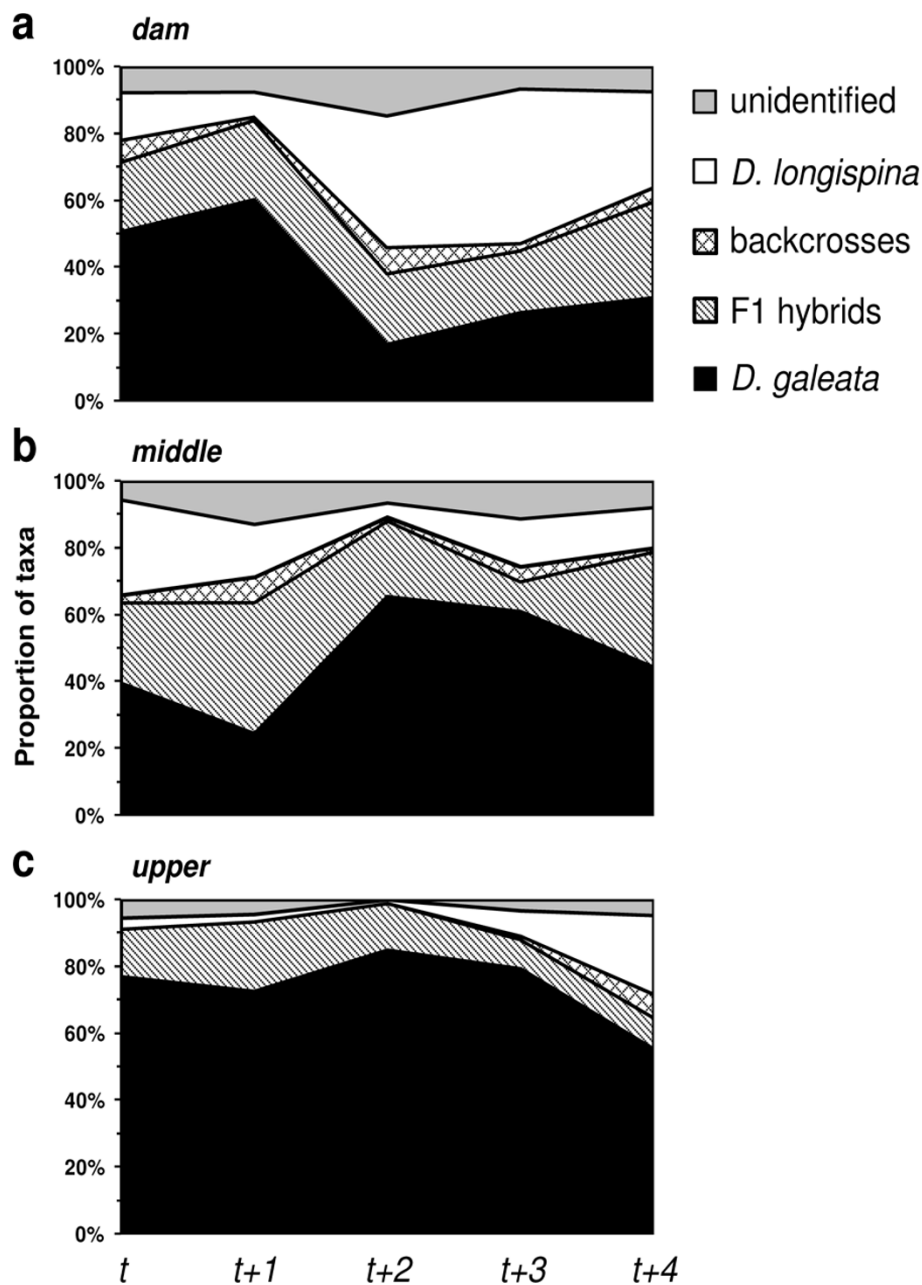 a dam
100%
80%
60%
40%
20%
0%
unidentified
D. longispina
backcrosses
F1 hybrids
D. galeata
b middle
100%
80%
60%
40%
20%
0%
Proportion of taxa
c upper
100%
80%
60%
40%
20%
0%
t t+1 t+2 t+3 t+4